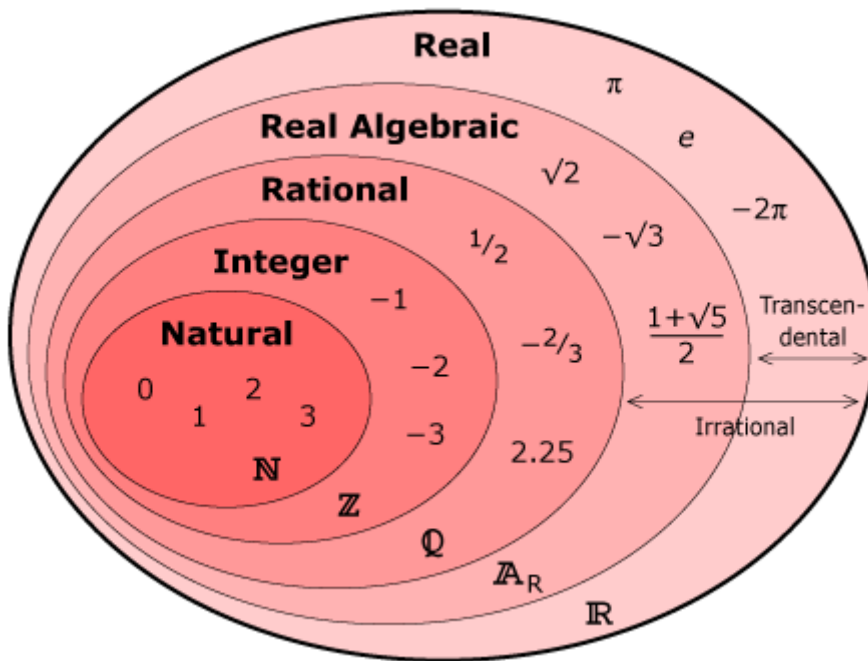 Real
π
Real Algebraic
e
√2
Rational
−2π
−√3
1/2
Integer
−1
Transcen-
dental
1+√5
2
Natural
−2/3
−2
0
2
1
3
−3
Irrational
2.25
ℕ
ℤ
ℚ
𝔸R
ℝ